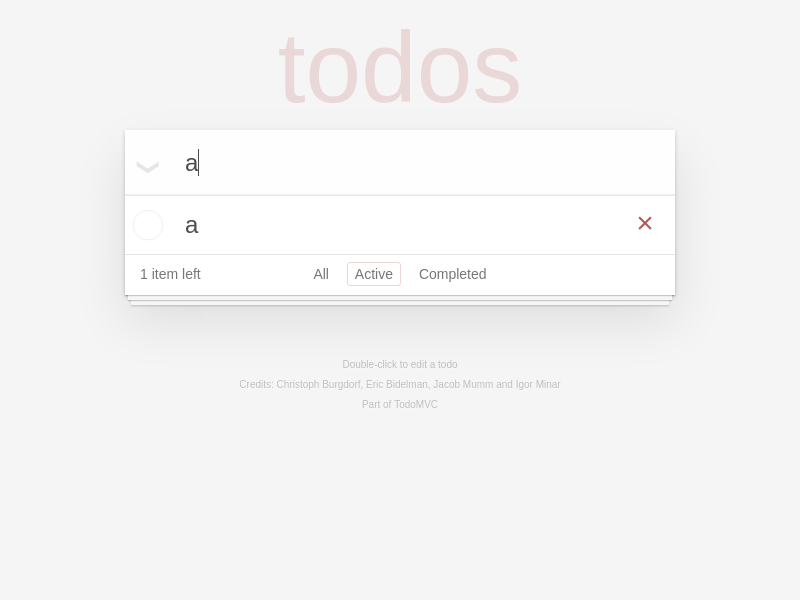 todos
a
a
1 item left All Active Completed
Double-click to edit a todo
Credits: Christoph Burgdorf, Eric Bidelman, Jacob Mumm and Igor Minar
Part of TodoMVC